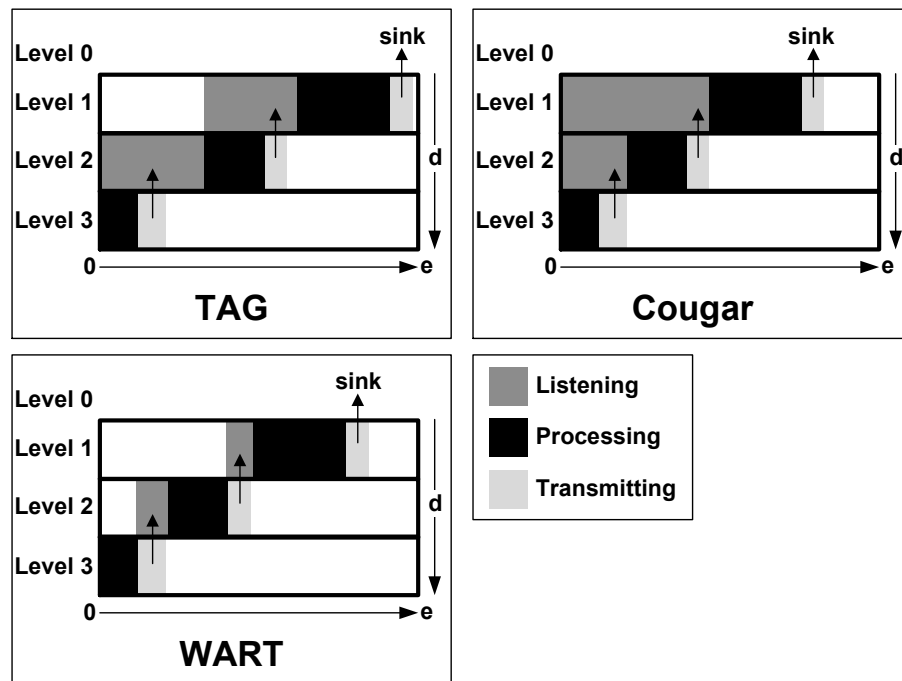 Level 0
sink
Level 1
Level 2
d
Level 3
0
e
TAG
Level 0
sink
Level 1
Level 2
d
Level 3
0
e
Cougar
Level 0
sink
Level 1
Level 2
d
Level 3
0
e
WART
Listening
Processing
Transmitting